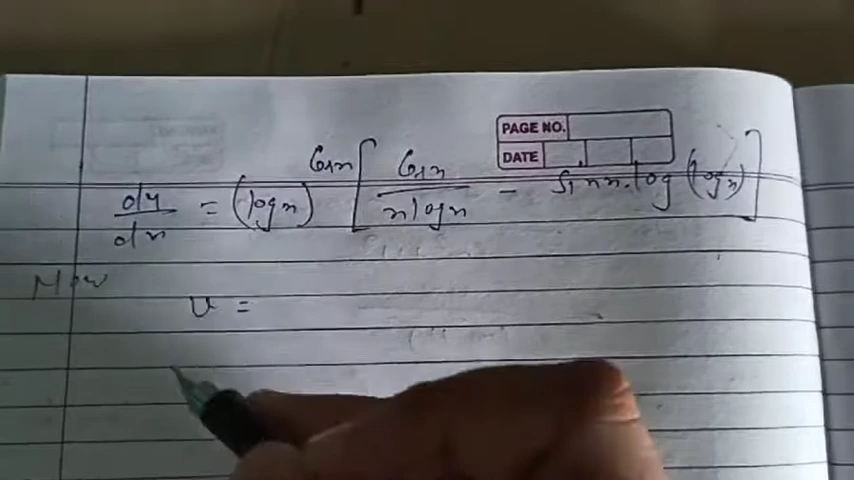 PAGE NO.
DATE
dy/dx = (log x)^Cos x [Cos x / x log x - Sin x. log (log x)]
Now
v =